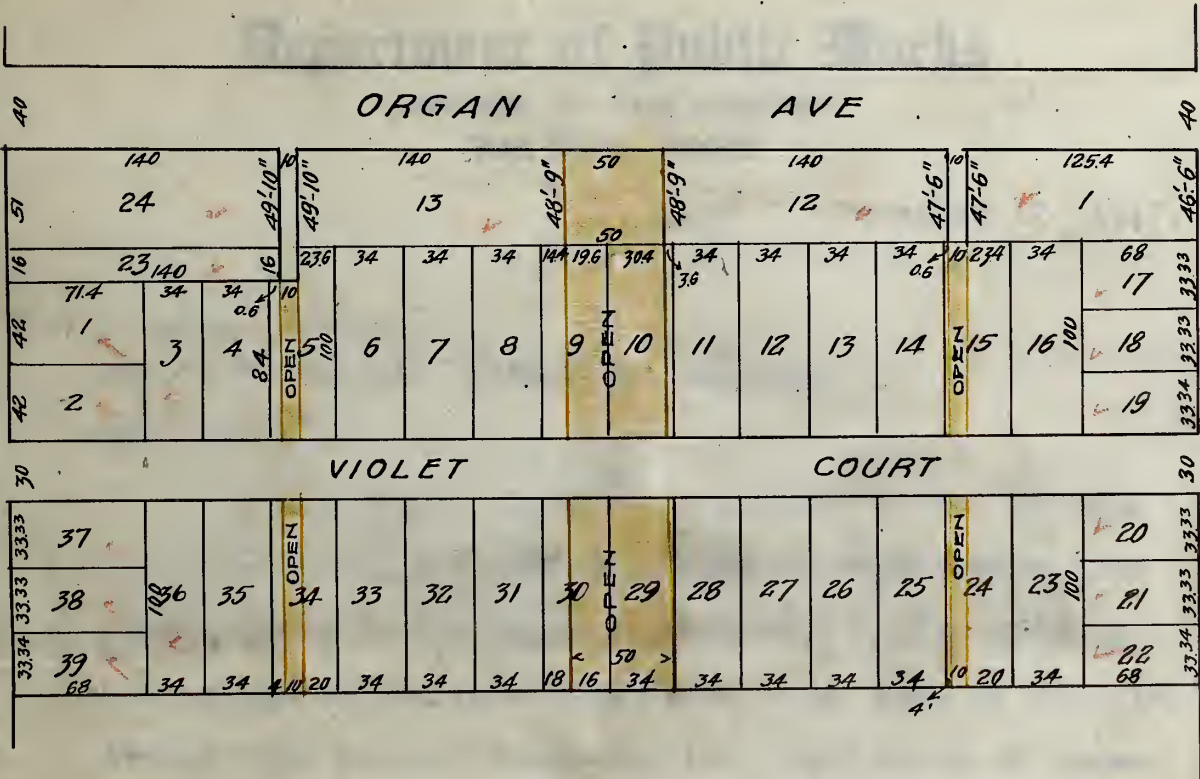 40 ORGAN AVE 40
140 10 140 50 140 10 125.4
51 24 49'-10" 49'-10" 13 48'-9" 48'-9" 12 47'-6" 47'-6" 1 46'-6"
50
16 23 140 16 23.6 34 34 34 14.4 19.6 30.4 3.6 34 34 34 0.6 10 23.4 34 68 17 33.33
71.4 34 34 0.6 10
42 1 3 4 84 OPEN 5 100 6 7 8 9 OPEN 10 11 12 13 14 OPEN 15 16 100 18 33.33
42 2 19 33.34
30 VIOLET COURT 30
33.33 37 OPEN OPEN 20 33.33
33.33 38 100 36 35 34 33 32 31 30 OPEN 29 28 27 26 25 24 23 100 21 33.33
33.34 39 50 22 33.34
68 34 34 4 10 20 34 34 34 18 16 34 34 34 34 34 10 20 34 68
4'